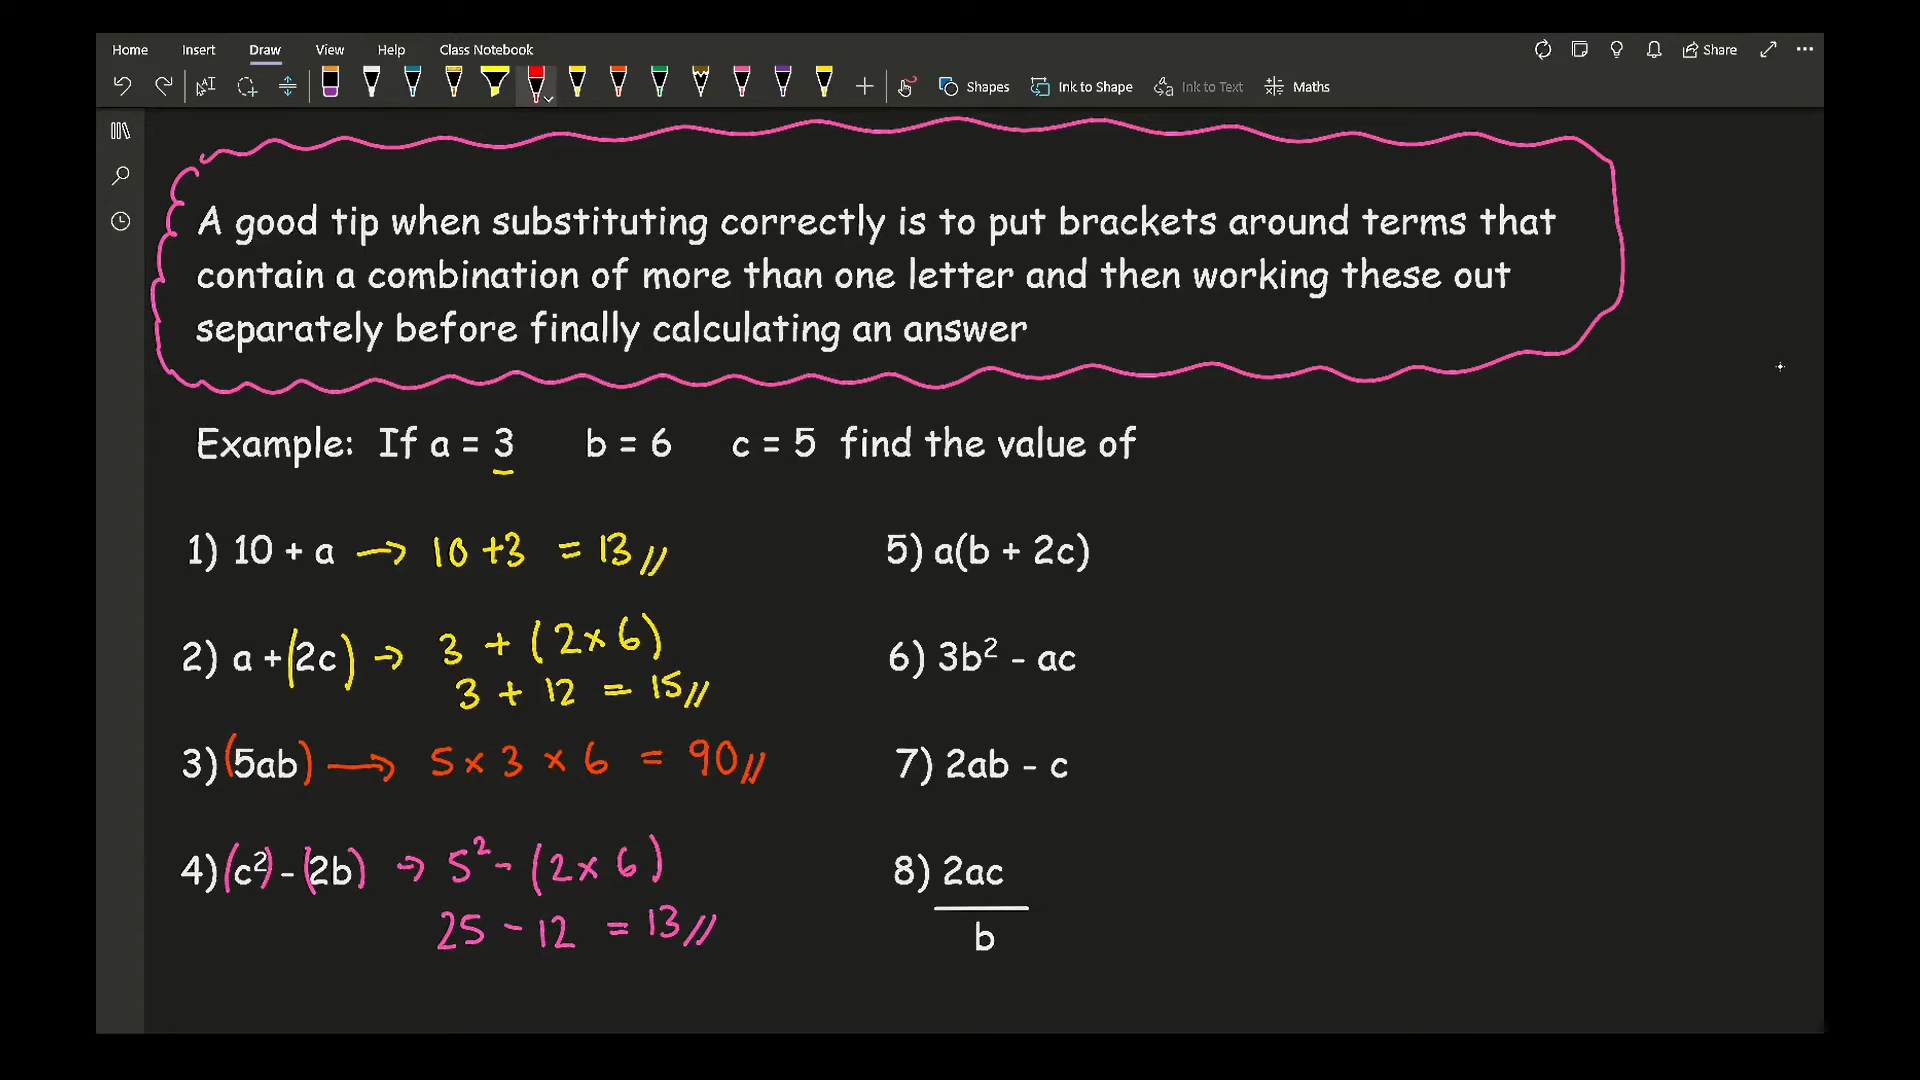 Home Insert Draw View Help Class Notebook
Share
Shapes Ink to Shape Ink to Text Maths
A good tip when substituting correctly is to put brackets around terms that
contain a combination of more than one letter and then working these out
separately before finally calculating an answer
Example: If a = 3 b = 6 c = 5 find the value of
1) 10 + a → 10 + 3 = 13 //
2) a + (2c) → 3 + (2 × 6)
3 + 12 = 15 //
3) (5ab) → 5 × 3 × 6 = 90 //
4) (c²) - (2b) → 5² - (2 × 6)
25 - 12 = 13 //
5) a(b + 2c)
6) 3b² - ac
7) 2ab - c
8) 2ac
b